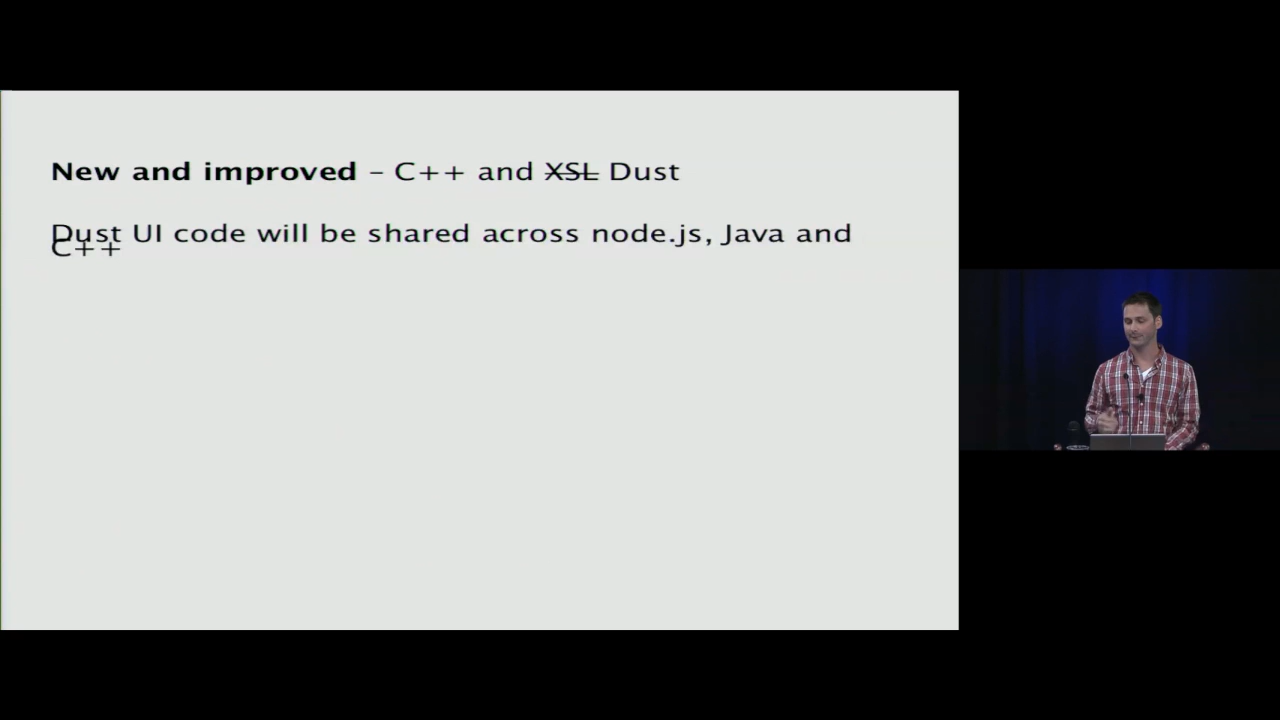 New and improved – C++ and XSL Dust
Dust UI code will be shared across node.js, Java and
C++